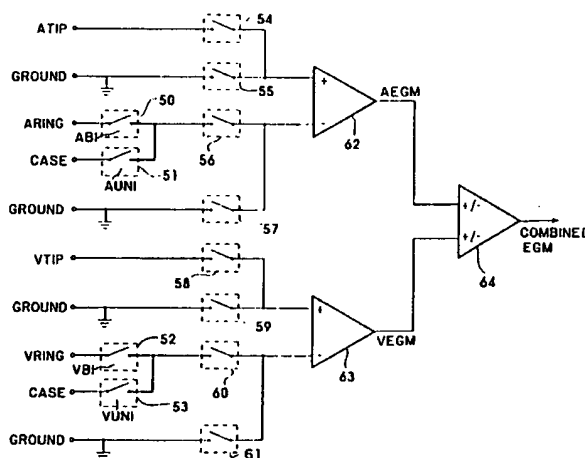 ATIP
54
GROUND
55
50
ARING
ABI
56
AEGM
62
CASE
AUNI
51
GROUND
57
+
-
+/-
+/-
COMBINED
EGM
64
VTIP
58
GROUND
59
52
VRING
VBI
60
+
-
VEGM
63
CASE
VUNI
53
GROUND
61